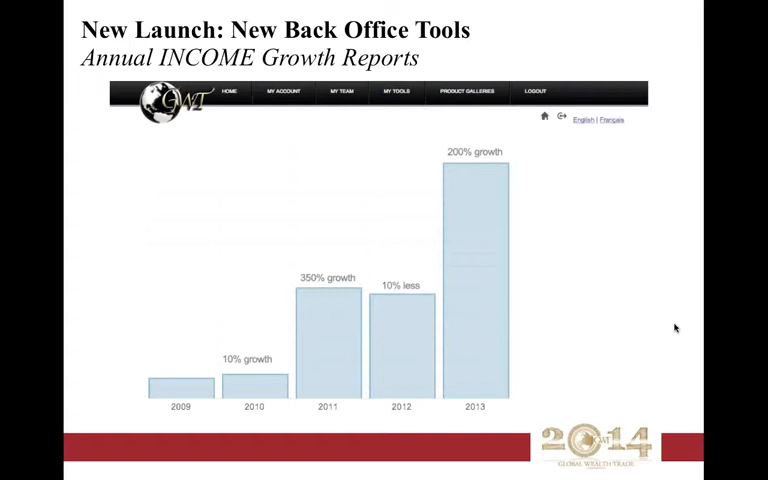 New Launch: New Back Office Tools
Annual INCOME Growth Reports
GWT HOME MY ACCOUNT MY TEAM MY TOOLS PRODUCT GALLERIES LOGOUT
English | Français
200% growth
350% growth
10% less
10% growth
2009 2010 2011 2012 2013
2014
GWT
GLOBAL WEALTH TRADE